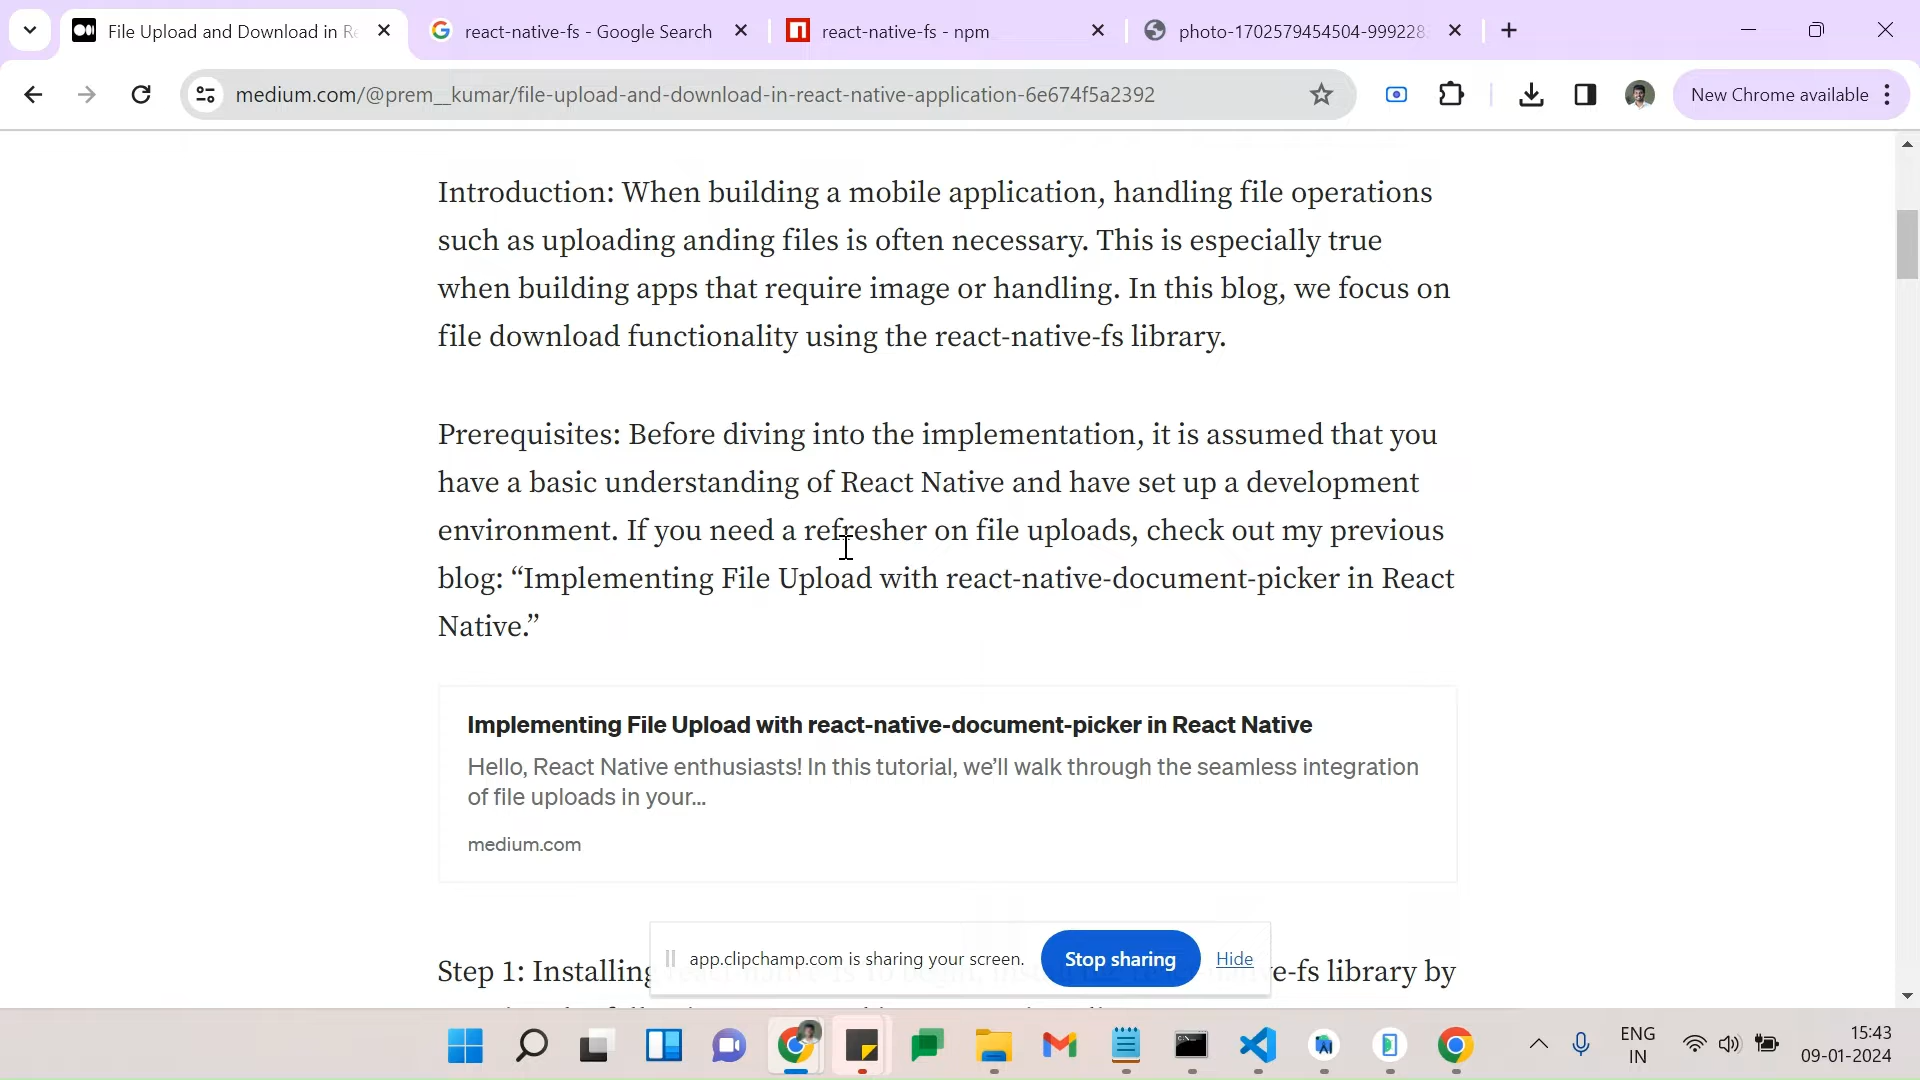 File Upload and Download in Re
react-native-fs - Google Search
react-native-fs - npm
photo-1702579454504-999228
medium.com/@prem__kumar/file-upload-and-download-in-react-native-application-6e674f5a2392
New Chrome available
Introduction: When building a mobile application, handling file operations
such as uploading anding files is often necessary. This is especially true
when building apps that require image or handling. In this blog, we focus on
file download functionality using the react-native-fs library.
Prerequisites: Before diving into the implementation, it is assumed that you
have a basic understanding of React Native and have set up a development
environment. If you need a refresher on file uploads, check out my previous
blog: “Implementing File Upload with react-native-document-picker in React
Native.”
Implementing File Upload with react-native-document-picker in React Native
Hello, React Native enthusiasts! In this tutorial, we’ll walk through the seamless integration
of file uploads in your...
medium.com
app.clipchamp.com is sharing your screen.
Stop sharing
Hide
Step 1: Installing
e-fs library by
ENG
IN
15:43
09-01-2024